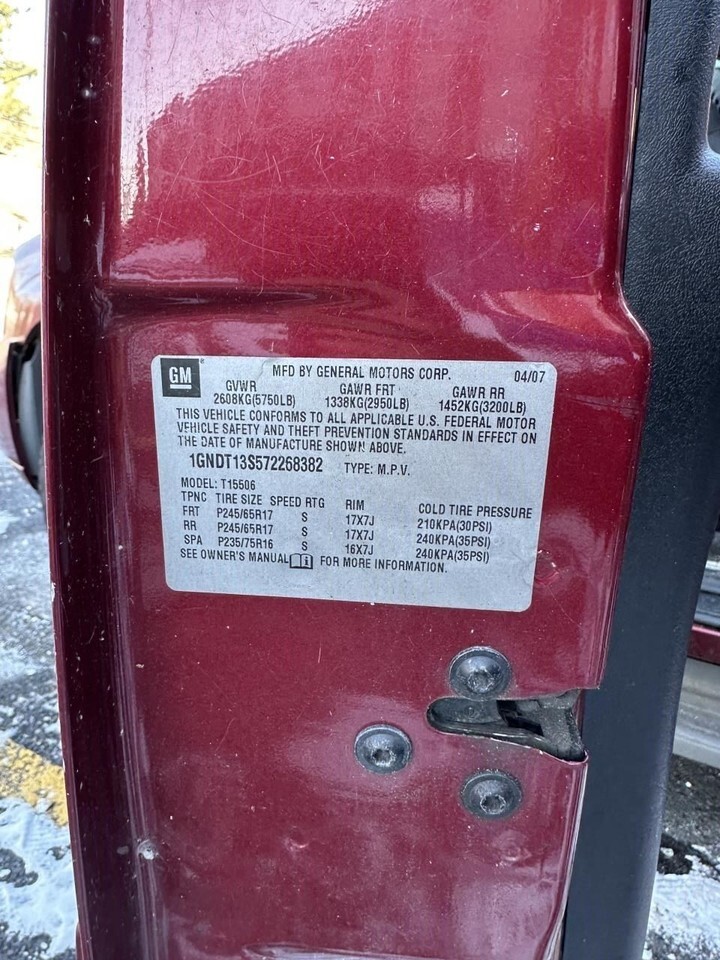 GM MFD BY GENERAL MOTORS CORP. 04/07
GVWR GAWR FRT GAWR RR
2608KG(5750LB) 1338KG(2950LB) 1452KG(3200LB)
THIS VEHICLE CONFORMS TO ALL APPLICABLE U.S. FEDERAL MOTOR
VEHICLE SAFETY AND THEFT PREVENTION STANDARDS IN EFFECT ON
THE DATE OF MANUFACTURE SHOWN ABOVE.
1GNDT13S572268382 TYPE: M.P.V.
MODEL: T15506
TPNC TIRE SIZE SPEED RTG RIM COLD TIRE PRESSURE
FRT P245/65R17 S 17X7J 210KPA(30PSI)
RR P245/65R17 S 17X7J 240KPA(35PSI)
SPA P235/75R16 S 16X7J 240KPA(35PSI)
SEE OWNER'S MANUAL FOR MORE INFORMATION.